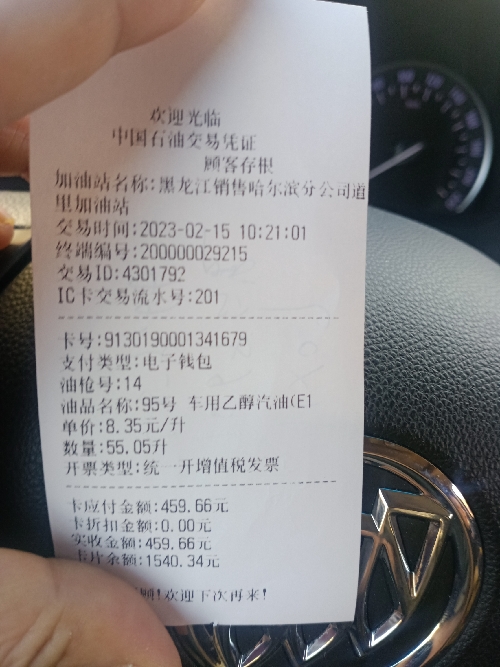 欢迎光临
中国石油交易凭证
顾客存根
加油站名称:黑龙江销售哈尔滨分公司道
里加油站
交易时间:2023-02-15 10:21:01
终端编号:200000029215
交易ID:4301792
IC卡交易流水号:201
卡号:9130190001341679
支付类型:电子钱包
油枪号:14
油品名称:95号 车用乙醇汽油(E1
单价:8.35元/升
数量:55.05升
开票类型:统一开增值税发票
卡应付金额:459.66元
卡折扣金额:0.00元
实收金额:459.66元
卡片余额:1540.34元
顾!欢迎下次再来!